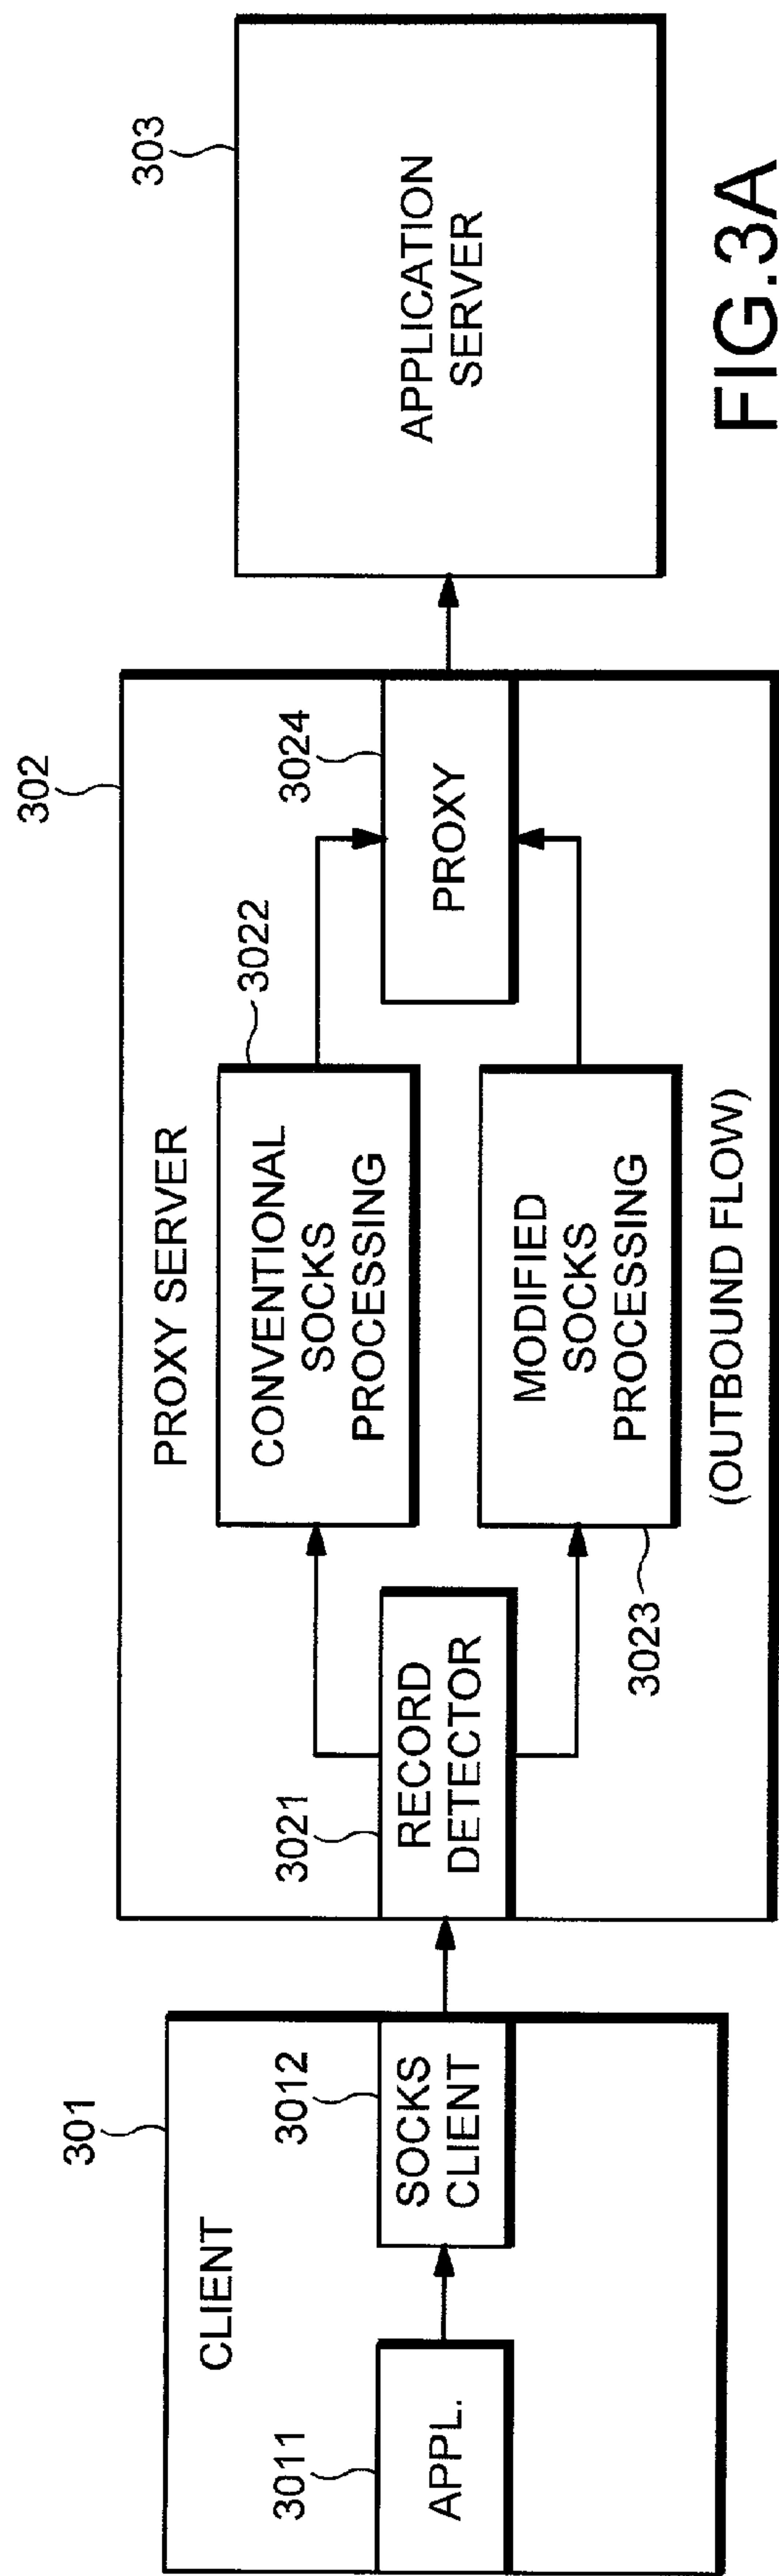 301
CLIENT
3011
APPL.
3012
SOCKS
CLIENT
302
PROXY SERVER
3021
RECORD
DETECTOR
3022
CONVENTIONAL
SOCKS
PROCESSING
3023
MODIFIED
SOCKS
PROCESSING
3024
PROXY
(OUTBOUND FLOW)
303
APPLICATION
SERVER
FIG.3A